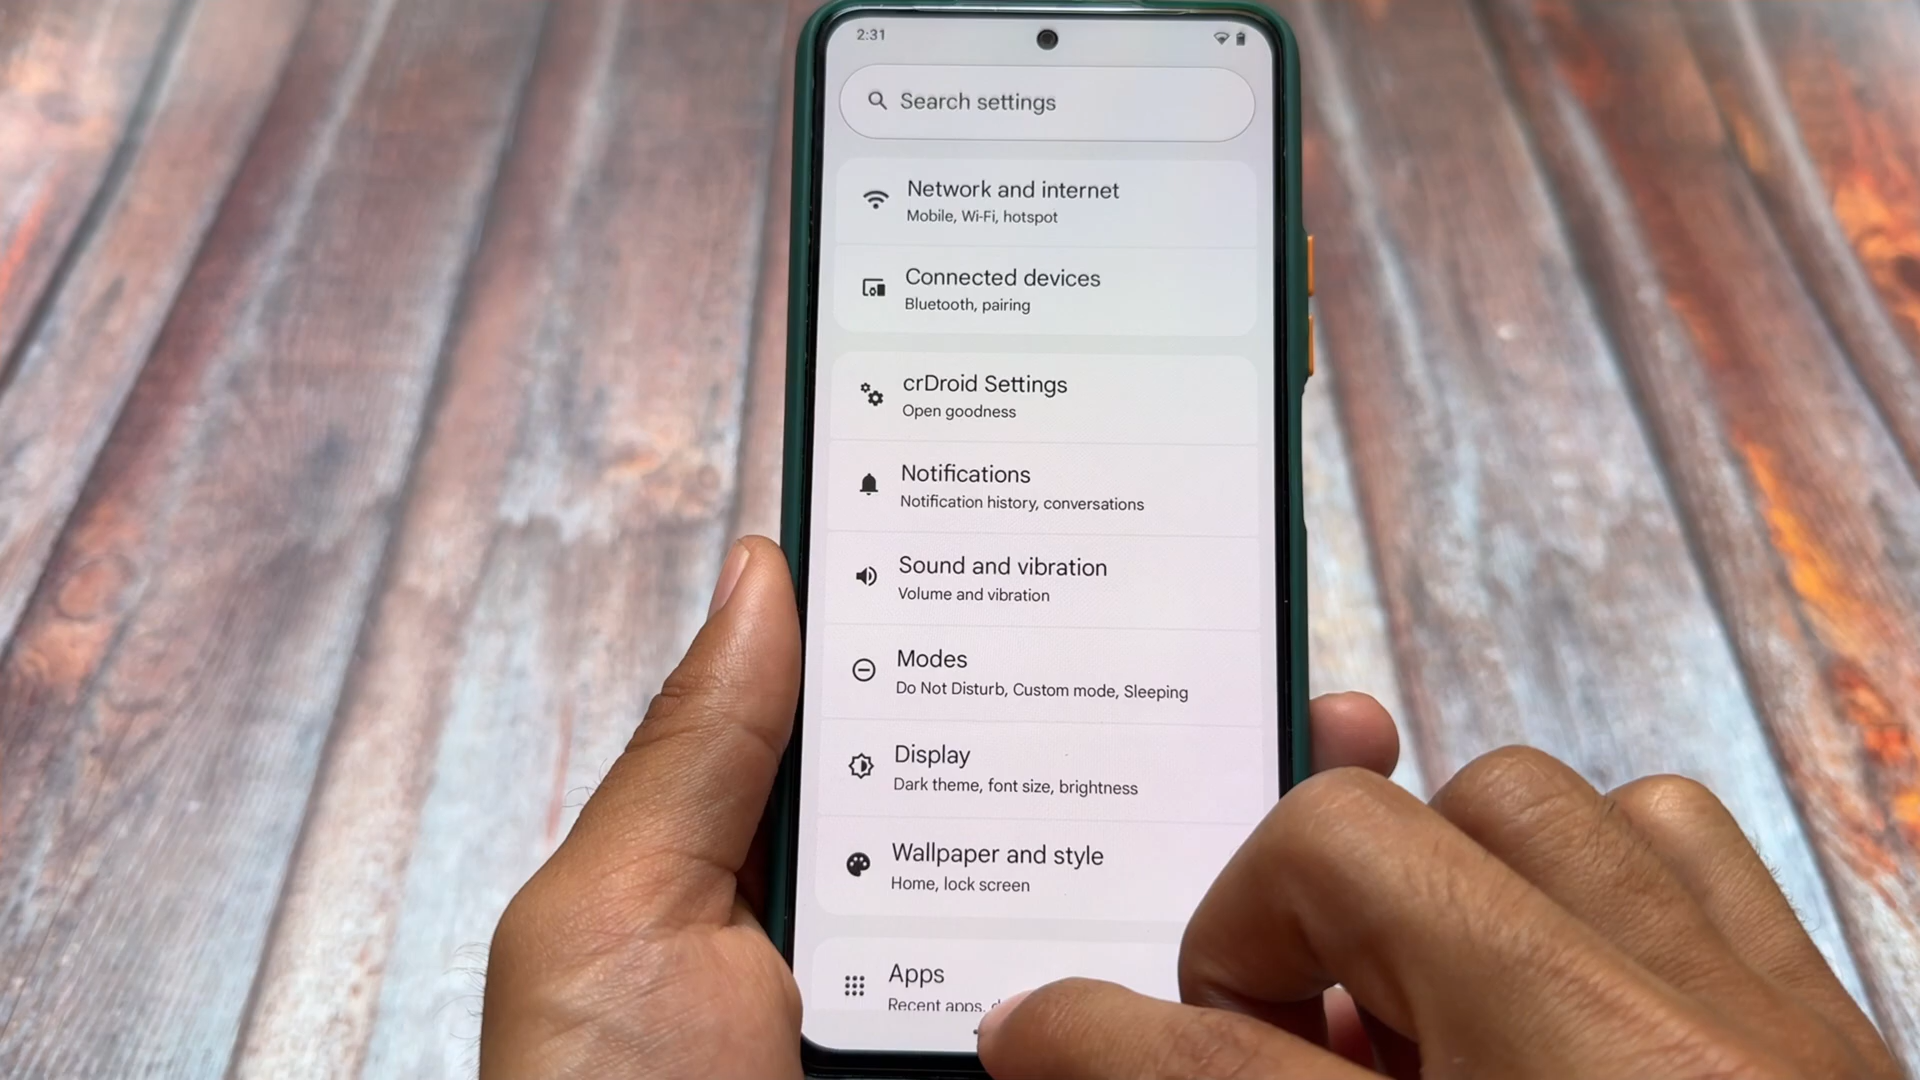 2:31
Search settings
Network and internet
Mobile, Wi-Fi, hotspot
Connected devices
Bluetooth, pairing
crDroid Settings
Open goodness
Notifications
Notification history, conversations
Sound and vibration
Volume and vibration
Modes
Do Not Disturb, Custom mode, Sleeping
Display
Dark theme, font size, brightness
Wallpaper and style
Home, lock screen
Apps
Recent apps,